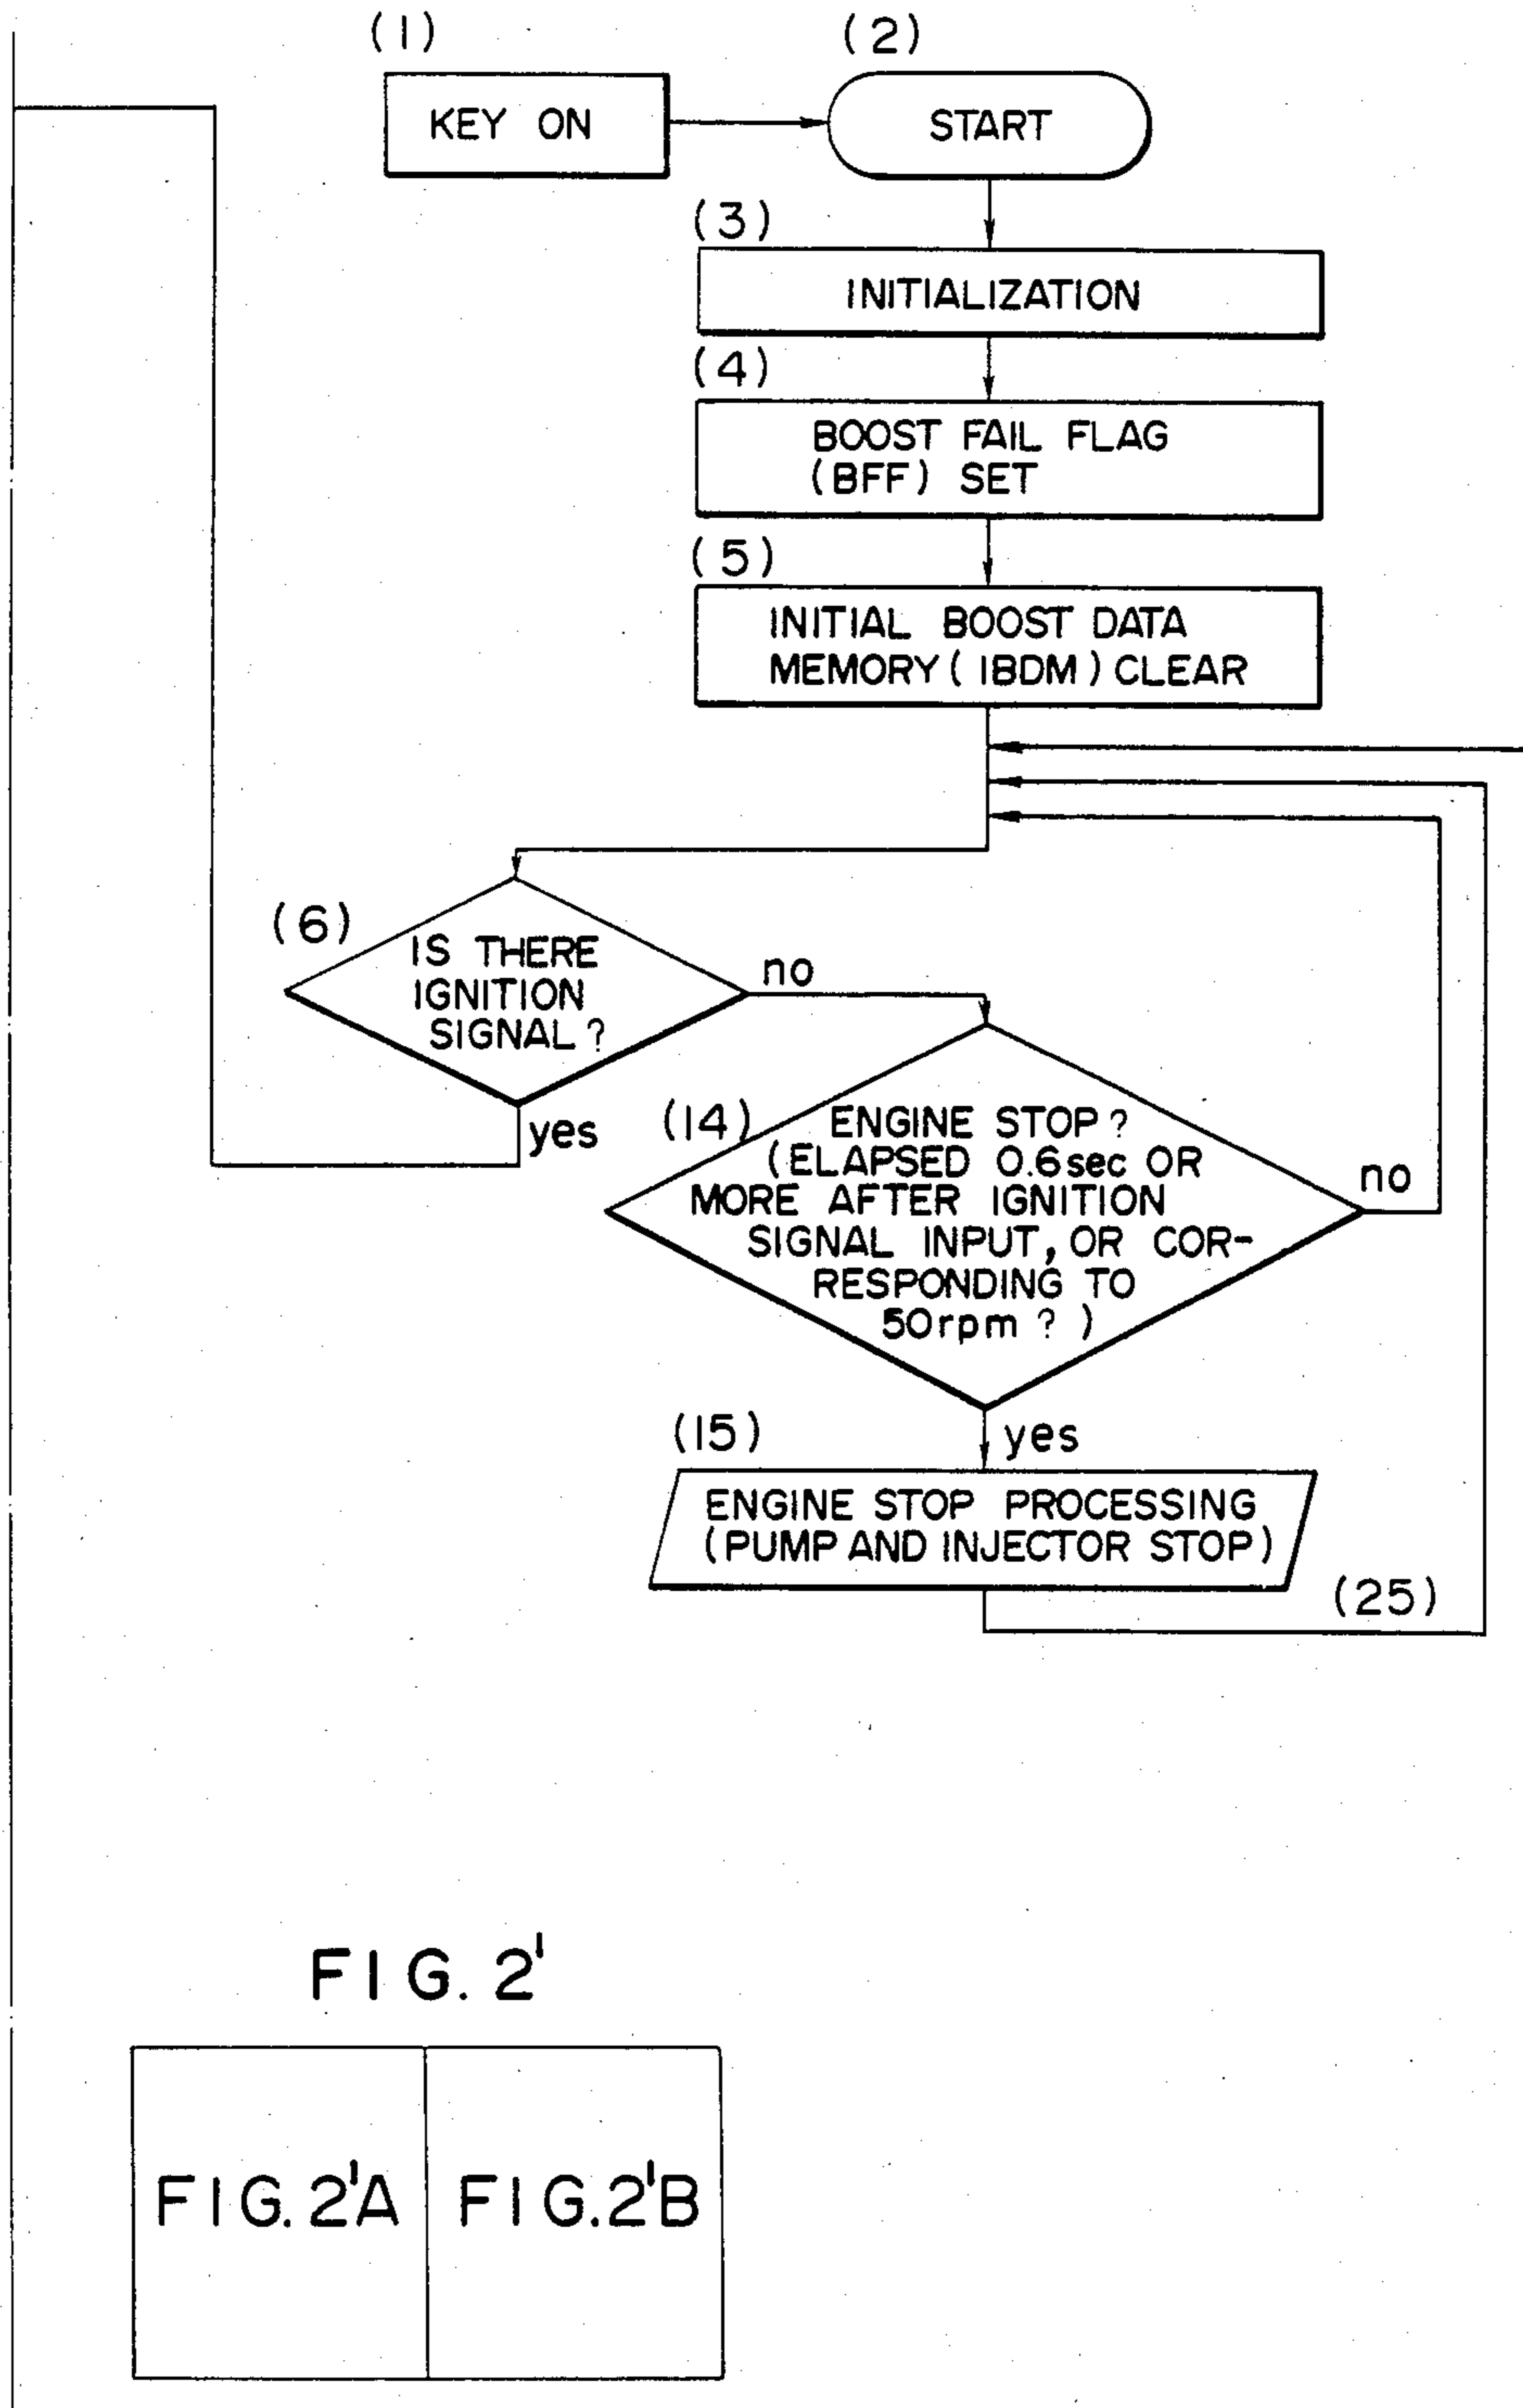 (1)
(2)
KEY ON
START
(3)
INITIALIZATION
(4)
BOOST FAIL FLAG
(BFF) SET
(5)
INITIAL BOOST DATA
MEMORY (IBDM) CLEAR
(6)
IS THERE
IGNITION
SIGNAL?
no
yes
(14)
ENGINE STOP?
(ELAPSED 0.6sec OR
MORE AFTER IGNITION
SIGNAL INPUT, OR COR-
RESPONDING TO
50rpm ? )
no
yes
(15)
ENGINE STOP PROCESSING
(PUMP AND INJECTOR STOP)
(25)
FIG. 2'
FIG. 2'A
FIG. 2'B